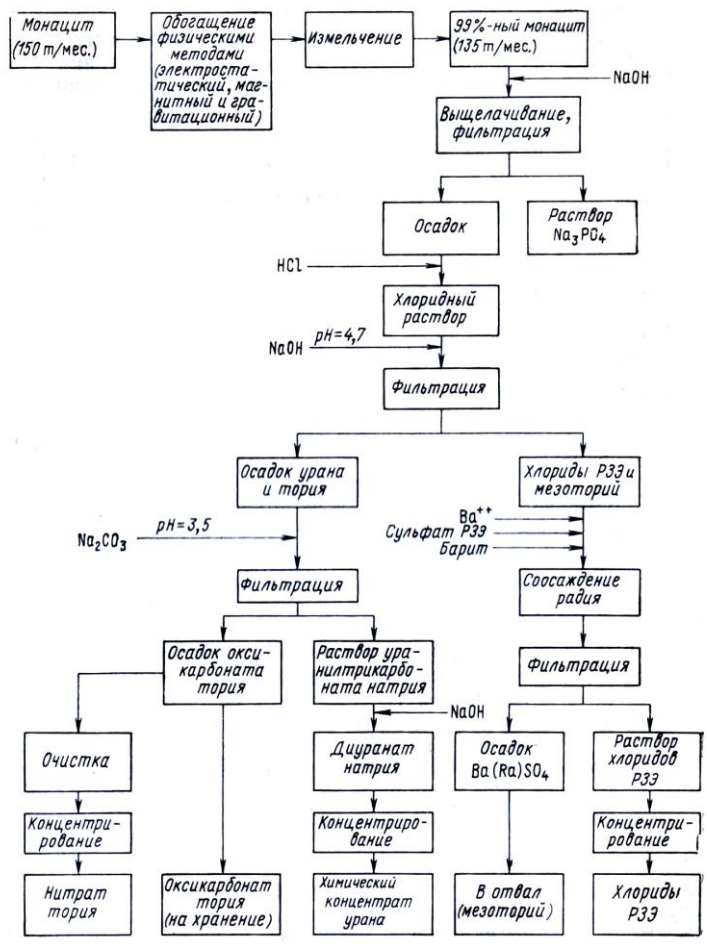 Монацит
(150 т/мес.)
Обогащение
физическими
методами
(электроста-
тический, маг-
нитный и гра-
витационный)
Измельчение
99%-ный монацит
(135 т/мес.)
NaOH
Выщелачивание,
фильтрация
Осадок
Раствор
Na3PO4
HCl
Хлоридный
раствор
NaOH
pH=4,7
Фильтрация
Осадок урана
и тория
Хлориды РЗЭ и
мезоторий
Na2CO3
pH=3,5
Ba++
Сульфат РЗЭ
Барит
Фильтрация
Соосаждение
радия
Осадок окси-
карбоната
тория
Раствор ура-
нилтрикарбо-
ната натрия
Фильтрация
NaOH
Очистка
Диуранат
натрия
Осадок
Ba(Ra)SO4
Раствор
хлоридов
РЗЭ
Концентри-
рование
Концентриро-
вание
Концентри-
рование
Нитрат
тория
Оксикарбонат
тория
(на хранение)
Химический
концентрат
урана
В отвал
(мезоторий)
Хлориды
РЗЭ